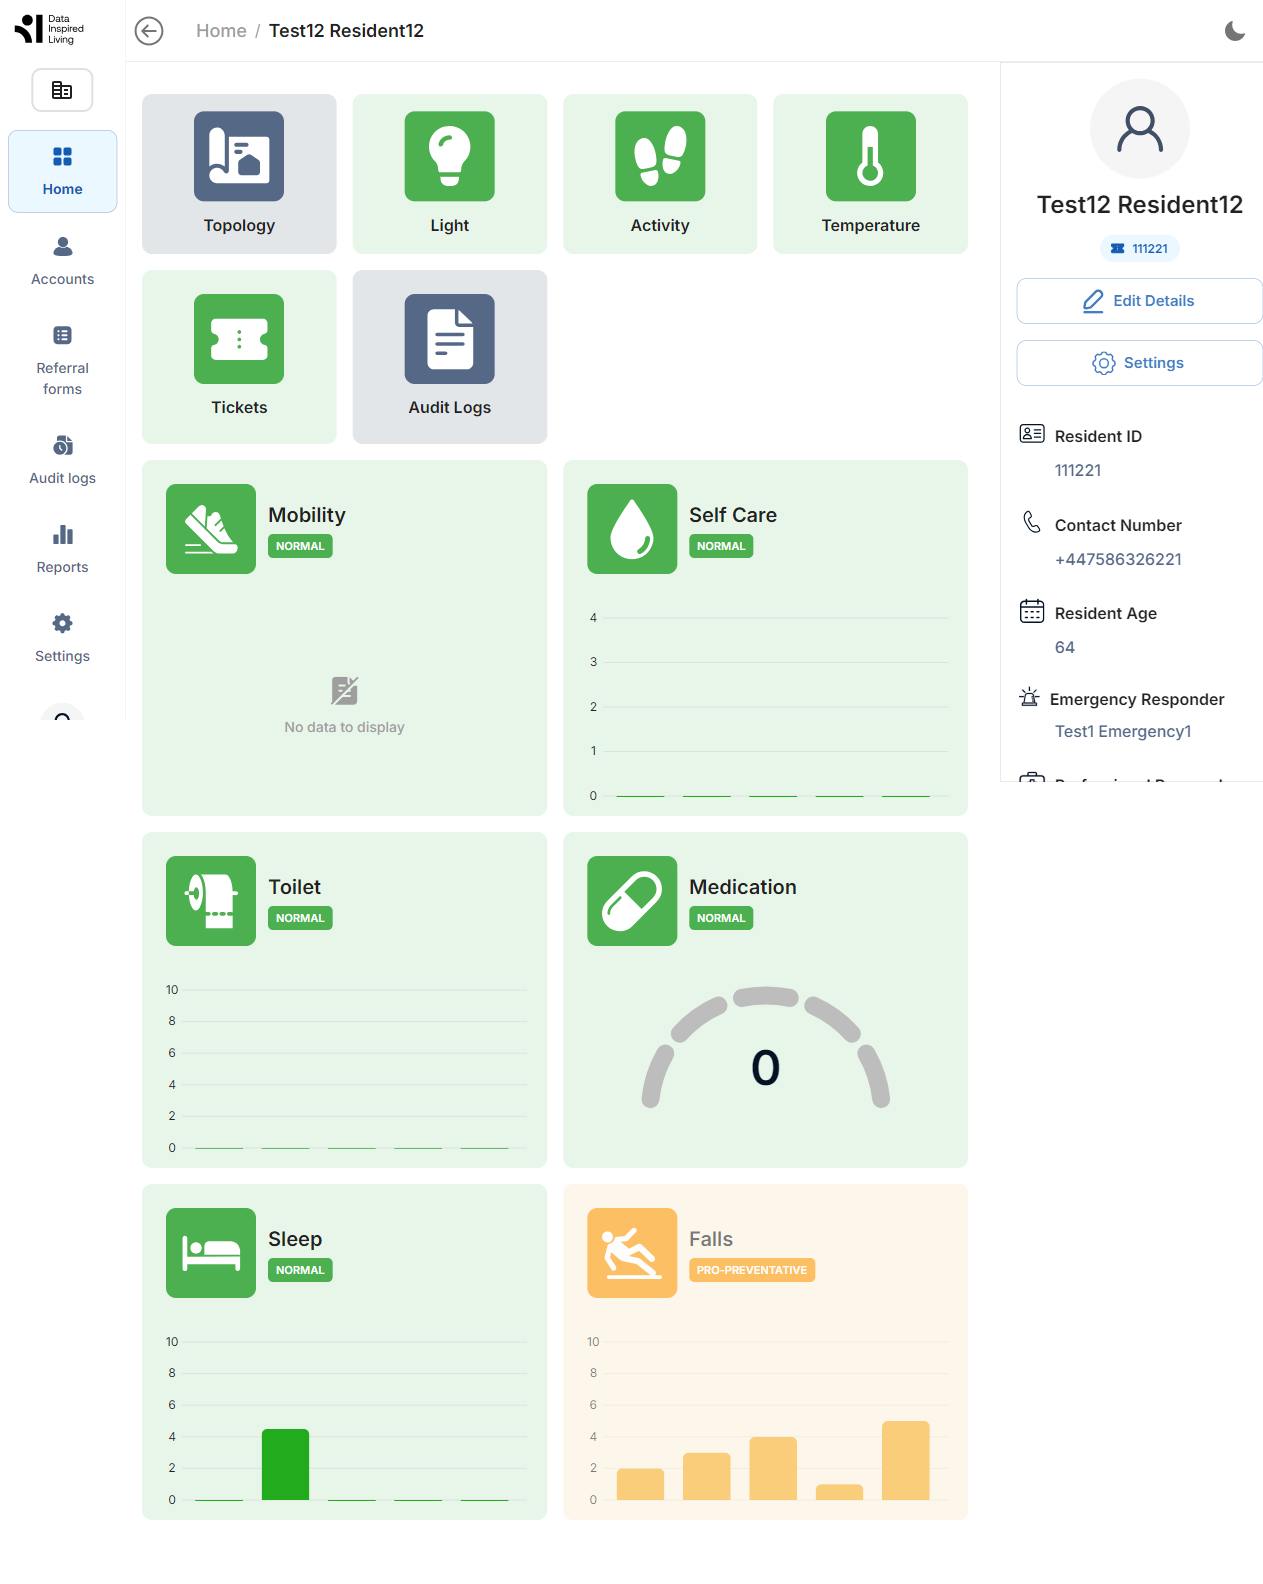 Data
Inspired
Living
Home / Test12 Resident12
Home
Accounts
Referral
forms
Audit logs
Reports
Settings
Topology
Light
Activity
Temperature
Tickets
Audit Logs
Mobility
NORMAL
No data to display
Self Care
NORMAL
4
3
2
1
0
Toilet
NORMAL
10
8
6
4
2
0
Medication
NORMAL
0
Sleep
NORMAL
10
8
6
4
2
0
Falls
PRO-PREVENTATIVE
10
8
6
4
2
0
Test12 Resident12
111221
Edit Details
Settings
Resident ID
111221
Contact Number
+447586326221
Resident Age
64
Emergency Responder
Test1 Emergency1